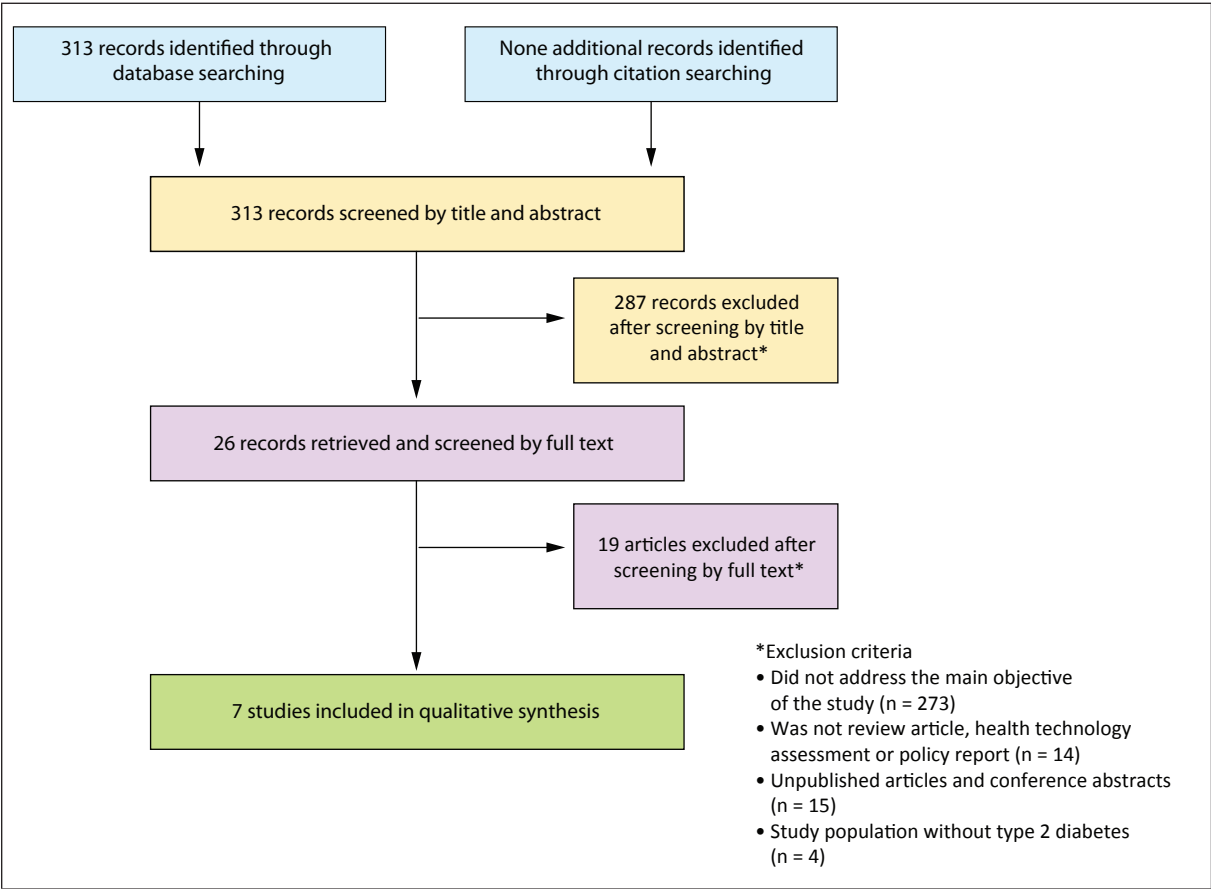 313 records identified through
database searching
None additional records identified
through citation searching
313 records screened by title and abstract
287 records excluded
after screening by title
and abstract*
26 records retrieved and screened by full text
19 articles excluded after
screening by full text*
7 studies included in qualitative synthesis
*Exclusion criteria
• Did not address the main objective
of the study (n = 273)
• Was not review article, health technology
assessment or policy report (n = 14)
• Unpublished articles and conference abstracts
(n = 15)
• Study population without type 2 diabetes
(n = 4)